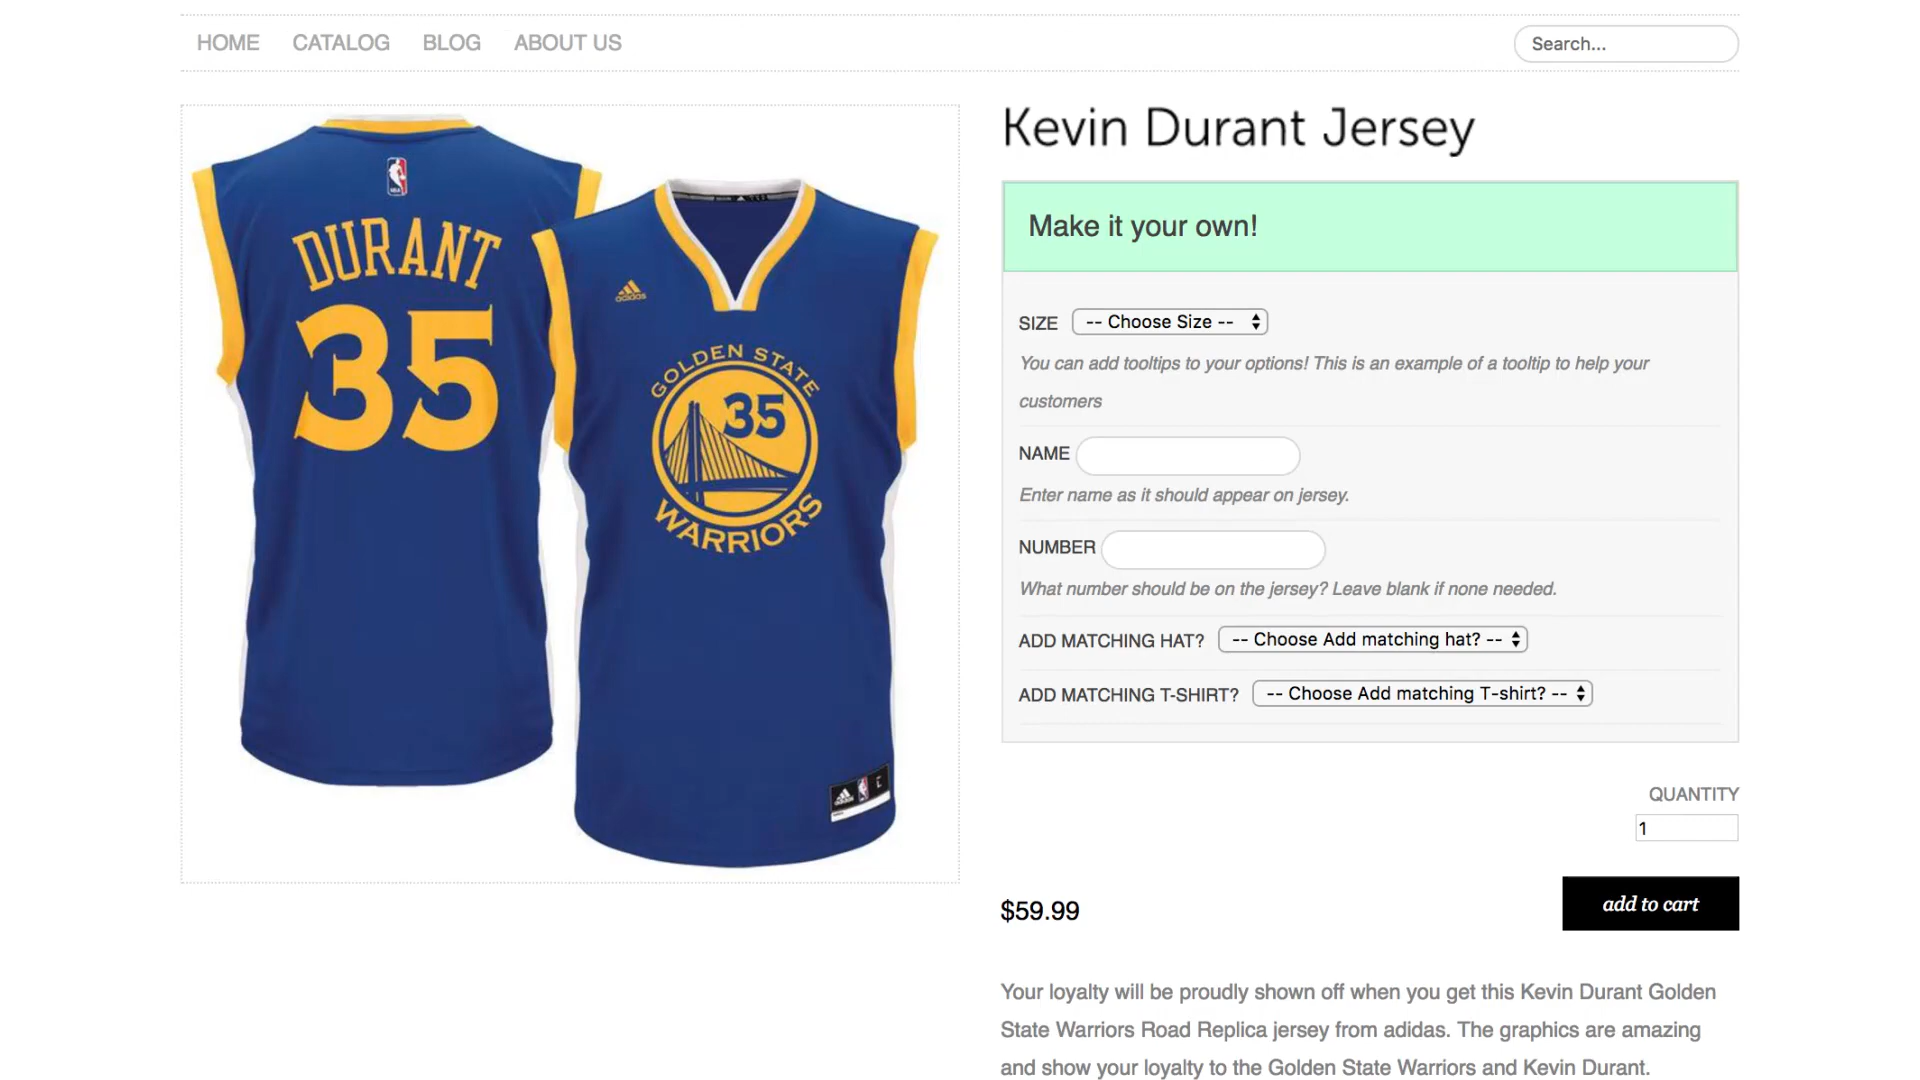 HOME CATALOG BLOG ABOUT US
Search...
Kevin Durant Jersey
DURANT
35
adidas
GOLDEN STATE
35
WARRIORS
adidas
Make it your own!
SIZE -- Choose Size --
You can add tooltips to your options! This is an example of a tooltip to help your
customers
NAME
Enter name as it should appear on jersey.
NUMBER
What number should be on the jersey? Leave blank if none needed.
ADD MATCHING HAT? -- Choose Add matching hat? --
ADD MATCHING T-SHIRT? -- Choose Add matching T-shirt? --
QUANTITY
1
$59.99
add to cart
Your loyalty will be proudly shown off when you get this Kevin Durant Golden
State Warriors Road Replica jersey from adidas. The graphics are amazing
and show your loyalty to the Golden State Warriors and Kevin Durant.